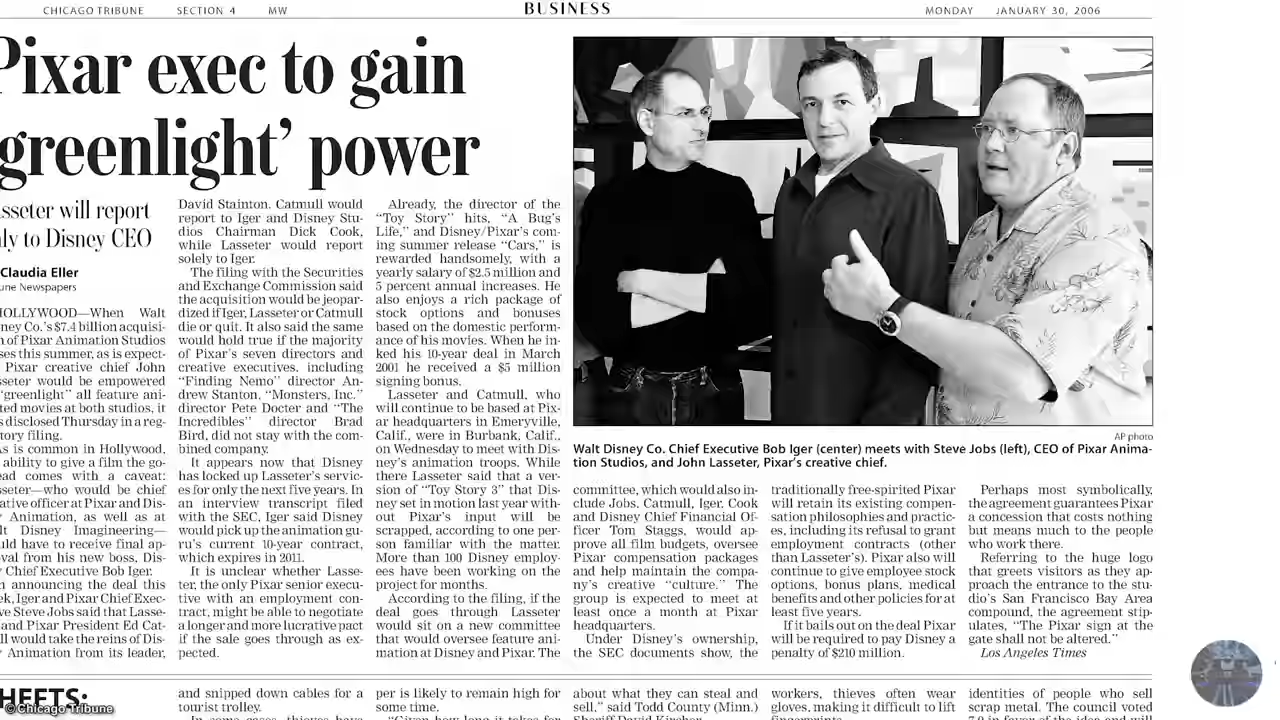 CHICAGO TRIBUNE SECTION 4 MW BUSINESS MONDAY JANUARY 30, 2006
Pixar exec to gain
greenlight’ power
asseter will report
ly to Disney CEO
Claudia Eller
une Newspapers
HOLLYWOOD—When Walt
ney Co.’s $7.4 billion acquisi-
n of Pixar Animation Studios
ses this summer, as is expect-
Pixar creative chief John
sseter would be empowered
“greenlight” all feature ani-
ted movies at both studios, it
s disclosed Thursday in a reg-
tory filing.
As is common in Hollywood,
ability to give a film the go-
ead comes with a caveat:
sseter—who would be chief
ative officer at Pixar and Dis-
y Animation, as well as at
lt Disney Imagineering—
uld have to receive final ap-
val from his new boss, Dis-
y Chief Executive Bob Iger.
n announcing the deal this
ek, Iger and Pixar Chief Exec-
ve Steve Jobs said that Lasse-
and Pixar President Ed Cat-
ll would take the reins of Dis-
y Animation from its leader,
David Stainton. Catmull would
report to Iger and Disney Stu-
dios Chairman Dick Cook,
while Lasseter would report
solely to Iger.
The filing with the Securities
and Exchange Commission said
the acquisition would be jeopar-
dized if Iger, Lasseter or Catmull
die or quit. It also said the same
would hold true if the majority
of Pixar’s seven directors and
creative executives, including
“Finding Nemo” director An-
drew Stanton, “Monsters, Inc.”
director Pete Docter and “The
Incredibles” director Brad
Bird, did not stay with the com-
bined company.
It appears now that Disney
has locked up Lasseter’s servic-
es for only the next five years. In
an interview transcript filed
with the SEC, Iger said Disney
would pick up the animation gu-
ru’s current 10-year contract,
which expires in 2011.
It is unclear whether Lasse-
ter, the only Pixar senior execu-
tive with an employment con-
tract, might be able to negotiate
a longer and more lucrative pact
if the sale goes through as ex-
pected.
Already, the director of the
“Toy Story” hits, “A Bug’s
Life,” and Disney/Pixar’s com-
ing summer release “Cars,” is
rewarded handsomely, with a
yearly salary of $2.5 million and
5 percent annual increases. He
also enjoys a rich package of
stock options and bonuses
based on the domestic perform-
ance of his movies. When he in-
ked his 10-year deal in March
2001 he received a $5 million
signing bonus.
Lasseter and Catmull, who
will continue to be based at Pix-
ar headquarters in Emeryville,
Calif., were in Burbank, Calif.,
on Wednesday to meet with Dis-
ney’s animation troops. While
there Lasseter said that a ver-
sion of “Toy Story 3” that Dis-
ney set in motion last year with-
out Pixar’s input will be
scrapped, according to one per-
son familiar with the matter.
More than 100 Disney employ-
ees have been working on the
project for months.
According to the filing, if the
deal goes through Lasseter
would sit on a new committee
that would oversee feature ani-
mation at Disney and Pixar. The
AP photo
Walt Disney Co. Chief Executive Bob Iger (center) meets with Steve Jobs (left), CEO of Pixar Anima-
tion Studios, and John Lasseter, Pixar’s creative chief.
committee, which would also in-
clude Jobs, Catmull, Iger, Cook
and Disney Chief Financial Of-
ficer Tom Staggs, would ap-
prove all film budgets, oversee
Pixar compensation packages
and help maintain the compa-
ny’s creative “culture.” The
group is expected to meet at
least once a month at Pixar
headquarters.
Under Disney’s ownership,
the SEC documents show, the
traditionally free-spirited Pixar
will retain its existing compen-
sation philosophies and practic-
es, including its refusal to grant
employment contracts (other
than Lasseter’s). Pixar also will
continue to give employee stock
options, bonus plans, medical
benefits and other policies for at
least five years.
If it bails out on the deal Pixar
will be required to pay Disney a
penalty of $210 million.
Perhaps most symbolically,
the agreement guarantees Pixar
a concession that costs nothing
but means much to the people
who work there.
Referring to the huge logo
that greets visitors as they ap-
proach the entrance to the stu-
dio’s San Francisco Bay Area
compound, the agreement stip-
ulates, “The Pixar sign at the
gate shall not be altered.”
Los Angeles Times
HEETS:
© Chicago Tribune
and snipped down cables for a
tourist trolley.
In some cases, thieves have
per is likely to remain high for
some time.
“Given how long it takes for
about what they can steal and
sell,” said Todd County (Minn.)
Sheriff David Kircher.
workers, thieves often wear
gloves, making it difficult to lift
fingerprints.
identities of people who sell
scrap metal. The council voted
7-0 in favor of the idea and will